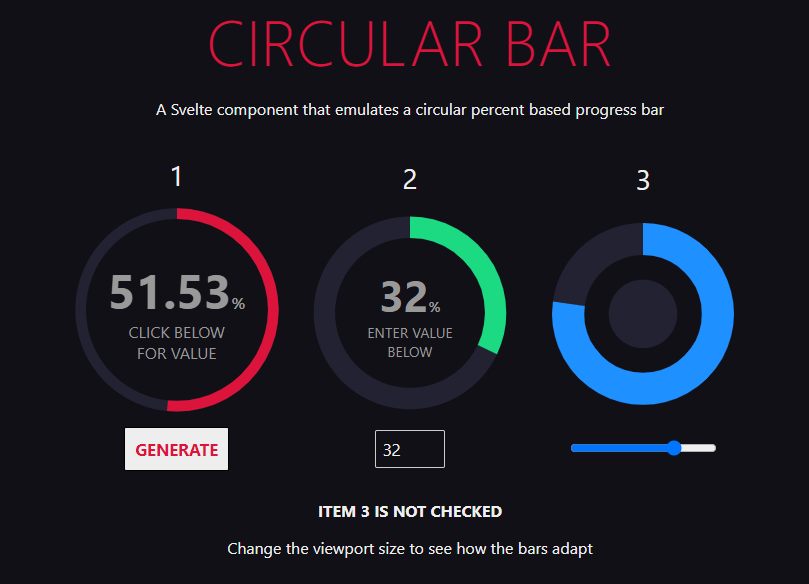 CIRCULAR BAR
A Svelte component that emulates a circular percent based progress bar
1
2
3
51.53%
CLICK BELOW
FOR VALUE
32%
ENTER VALUE
BELOW
GENERATE
32
ITEM 3 IS NOT CHECKED
Change the viewport size to see how the bars adapt